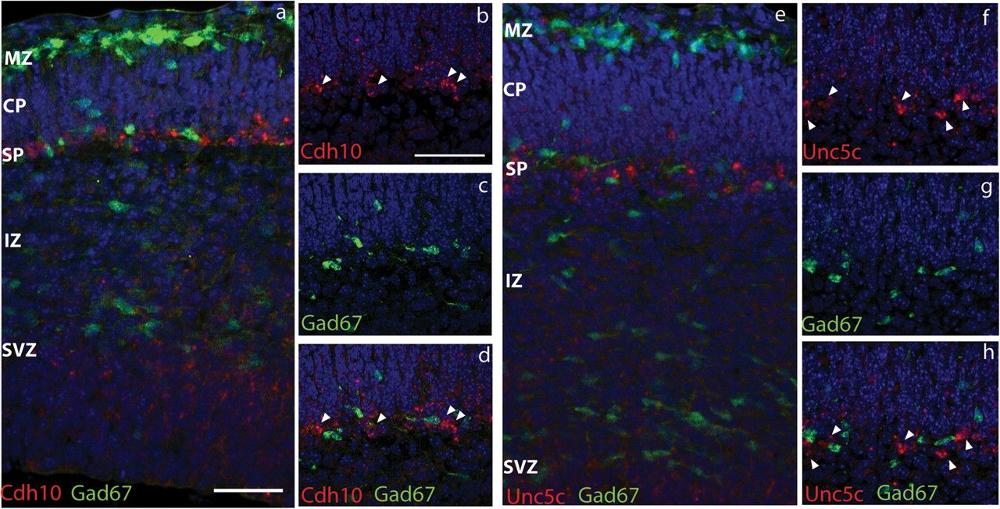 a
MZ
CP
SP
IZ
SVZ
Cdh10 Gad67
b
Cdh10
c
Gad67
d
Cdh10 Gad67
e
MZ
CP
SP
IZ
SVZ
Unc5c Gad67
f
Unc5c
g
Gad67
h
Unc5c Gad67